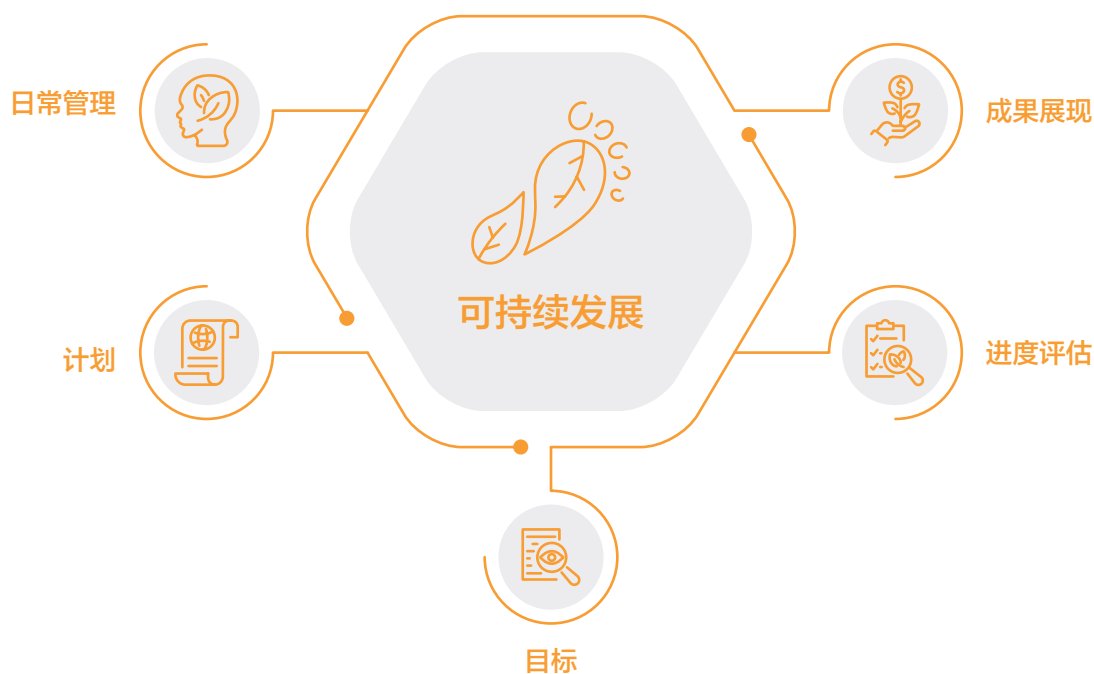 日常管理
成果展现
可持续发展
计划
进度评估
目标